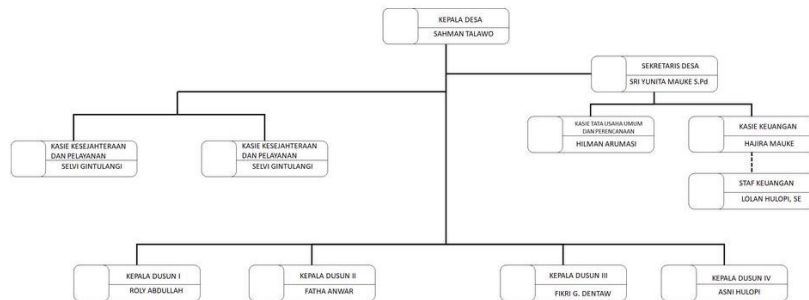 KEPALA DESA
SAHMAN TALAWO
SEKRETARIS DESA
SRI YUNITA MAUKE S.Pd
KASIE KESEJAHTERAAN
DAN PELAYANAN
SELVI GINTULANGI
KASIE KESEJAHTERAAN
DAN PELAYANAN
SELVI GINTULANGI
KASIE TATA USAHA UMUM
DAN PERENCANAAN
HILMAN ARUMASI
KASIE KEUANGAN
HAJIRA MAUKE
STAF KEUANGAN
LOLAN HULOPI, SE
KEPALA DUSUN I
ROLY ABDULLAH
KEPALA DUSUN II
FATHA ANWAR
KEPALA DUSUN III
FIKRI G. DENTAW
KEPALA DUSUN IV
ASNI HULOPI